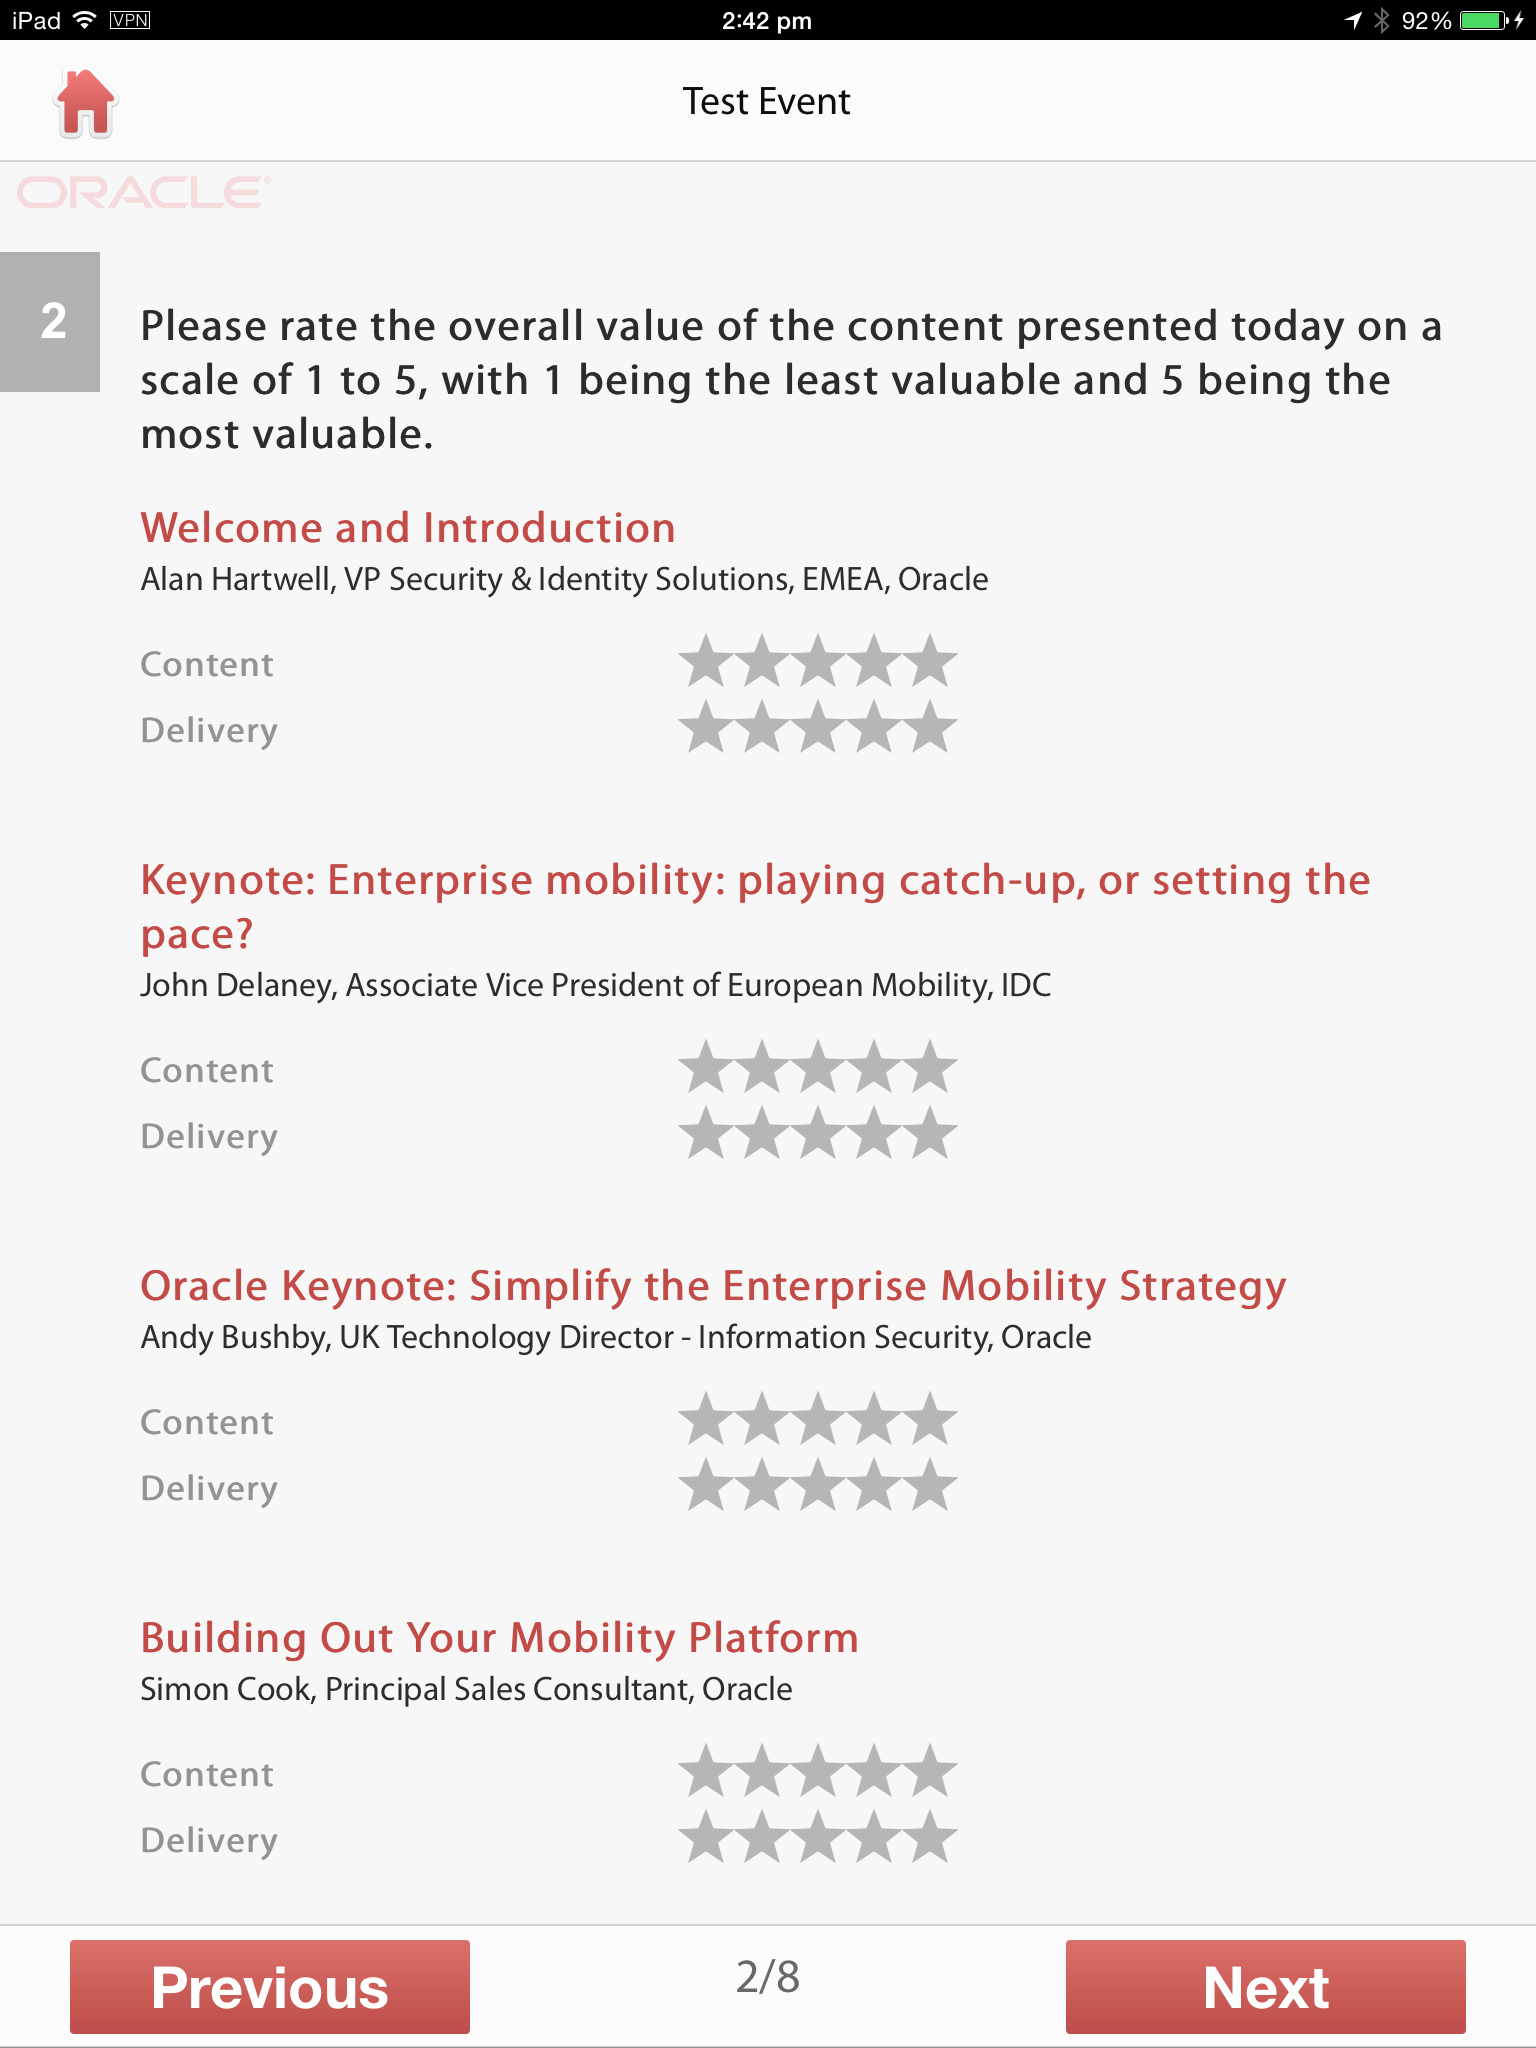 iPad VPN 2:42 pm 92%
Test Event
ORACLE®
2
Please rate the overall value of the content presented today on a
scale of 1 to 5, with 1 being the least valuable and 5 being the
most valuable.
Welcome and Introduction
Alan Hartwell, VP Security & Identity Solutions, EMEA, Oracle
Content
Delivery
Keynote: Enterprise mobility: playing catch-up, or setting the
pace?
John Delaney, Associate Vice President of European Mobility, IDC
Content
Delivery
Oracle Keynote: Simplify the Enterprise Mobility Strategy
Andy Bushby, UK Technology Director - Information Security, Oracle
Content
Delivery
Building Out Your Mobility Platform
Simon Cook, Principal Sales Consultant, Oracle
Content
Delivery
Previous 2/8 Next